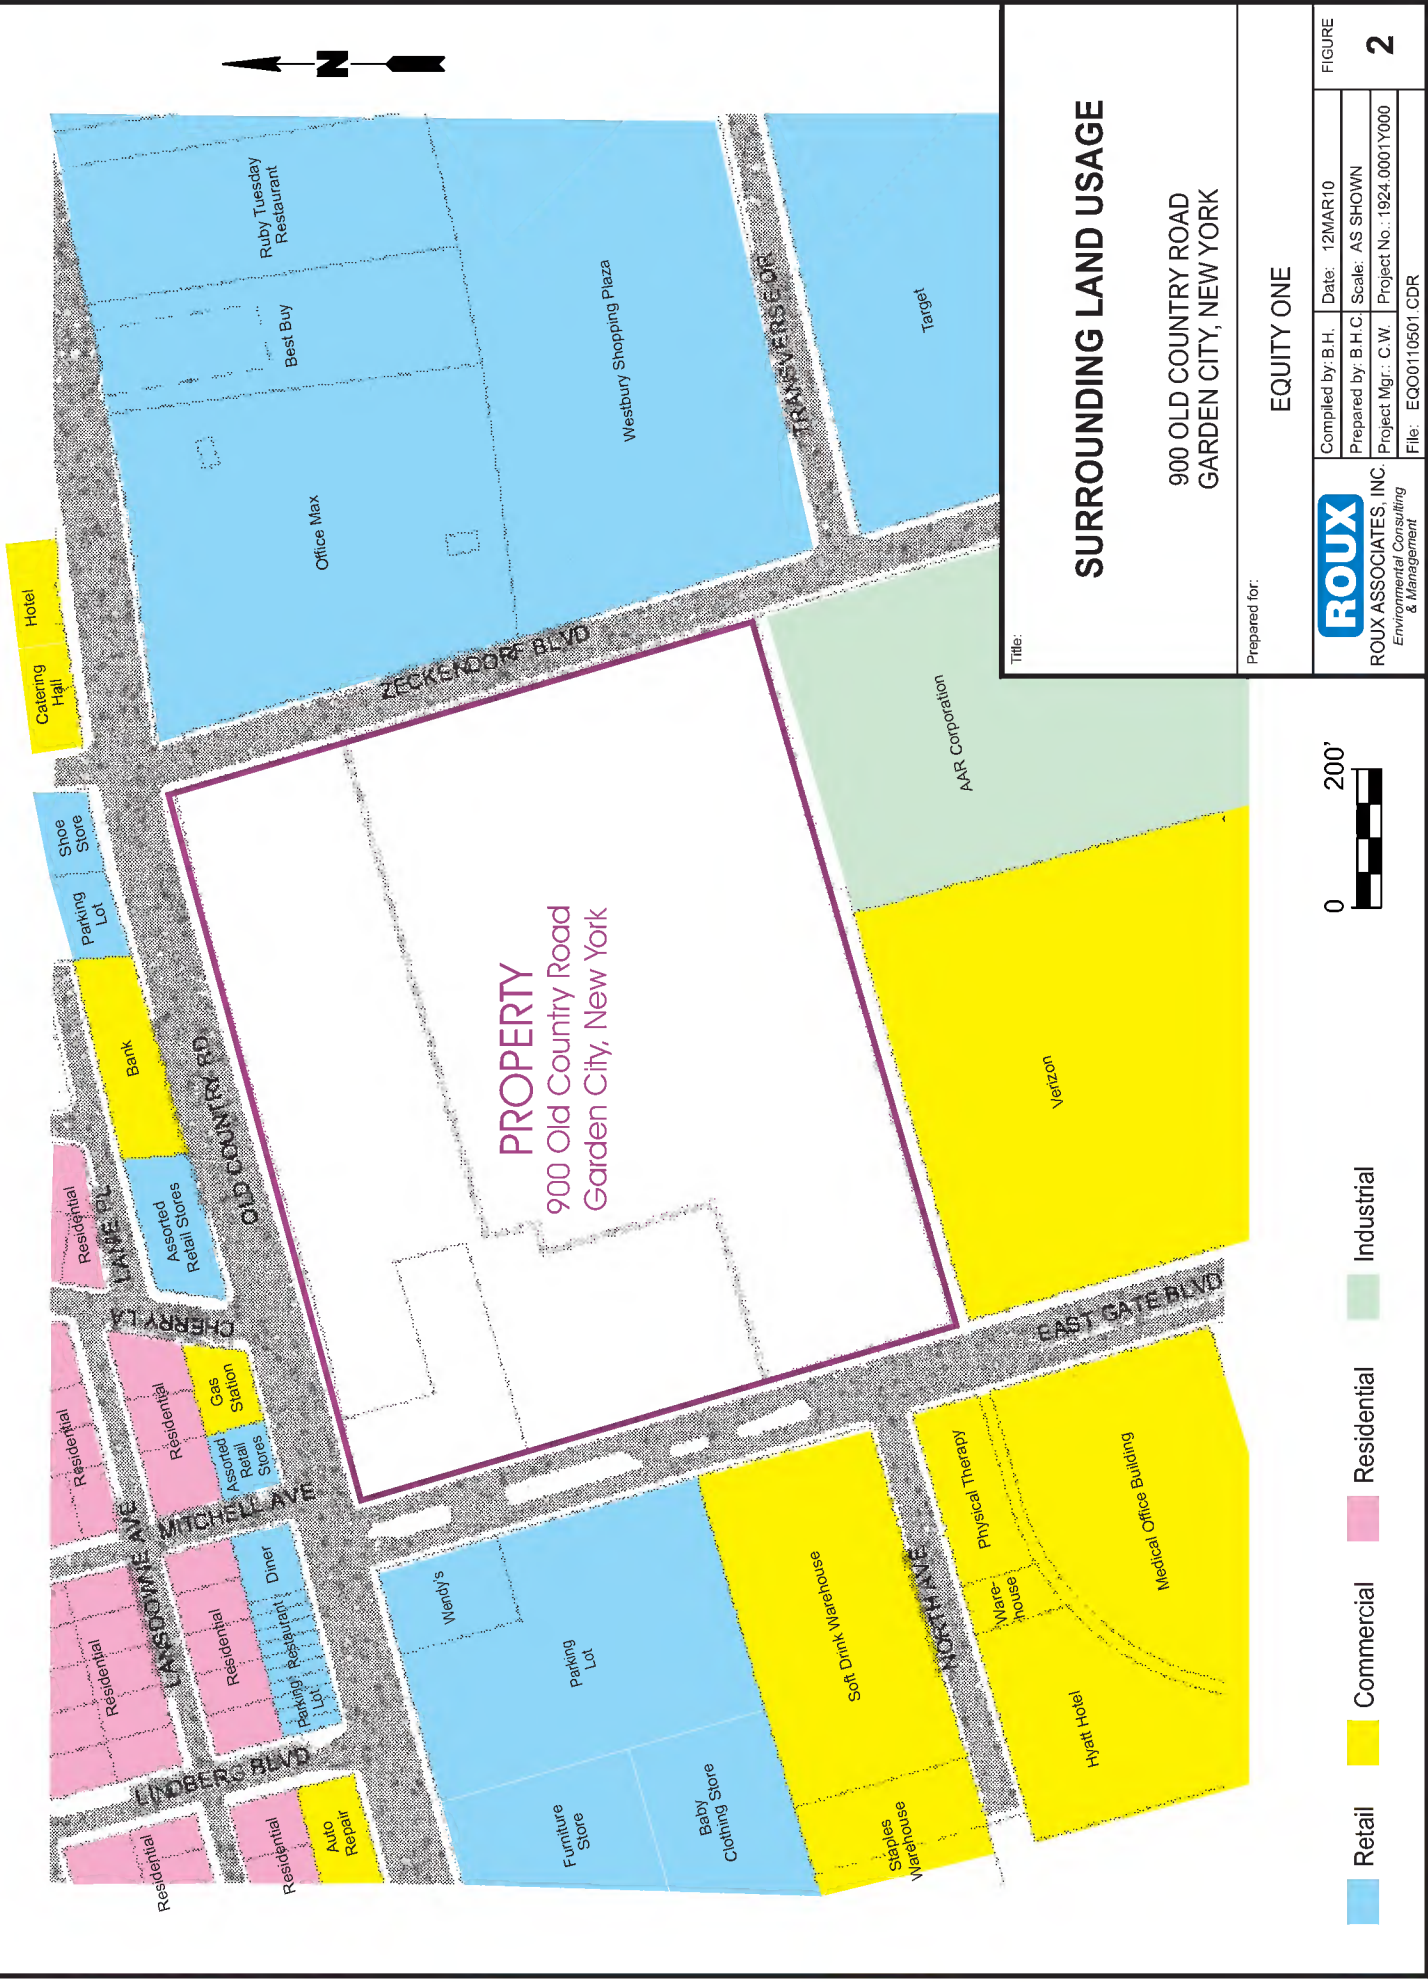 N
Hotel
Catering
Hall
Shoe
Store
Parking
Lot
Bank
Assorted
Retail Stores
Residential
LANE PL
CHERRY LA
OLD COUNTRY RD
Residential
Residential
Gas
Station
Assorted
Retail
Stores
MITCHELL AVE
LANSDOWNE AVE
Residential
Residential
Diner
Restaurant
Parking
Lot
LINDBERG BLVD
Residential
Residential
Auto
Repair
Ruby Tuesday
Restaurant
Best Buy
Office Max
Westbury Shopping Plaza
TRANSVERSE DR
Target
ZECKENDORF BLVD
PROPERTY
900 Old Country Road
Garden City, New York
AAR Corporation
Verizon
EAST GATE BLVD
Wendy's
Parking
Lot
Furniture
Store
Baby
Clothing Store
Soft Drink Warehouse
Staples
Warehouse
NORTH AVE
Physical Therapy
Ware-
house
Medical Office Building
Hyatt Hotel
Retail
Commercial
Residential
Industrial
0
200'
Title:
SURROUNDING LAND USAGE
900 OLD COUNTRY ROAD
GARDEN CITY, NEW YORK
Prepared for:
EQUITY ONE
ROUX
ROUX ASSOCIATES, INC.
Environmental Consulting
& Management
Compiled by: B.H.
Date: 12MAR10
Prepared by: B.H.C.
Scale: AS SHOWN
Project Mgr.: C.W.
Project No.: 1924.0001Y000
File: EQO0110501.CDR
FIGURE
2